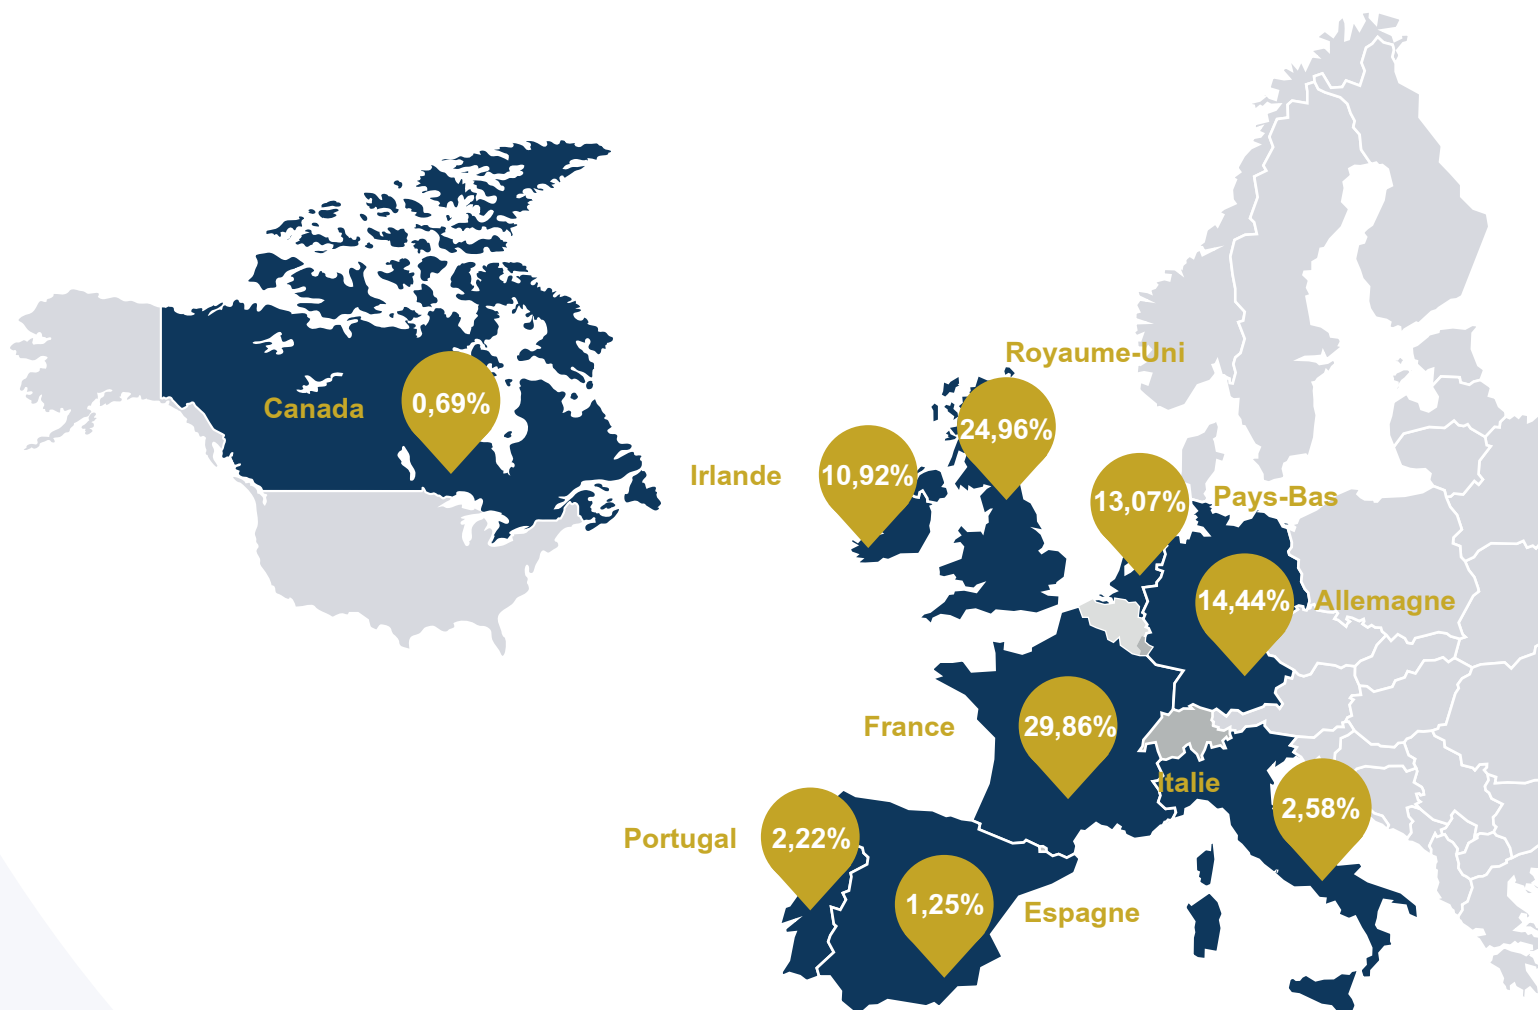 Royaume-Uni
Canada
0,69%
24,96%
Irlande
10,92%
13,07%
Pays-Bas
14,44%
Allemagne
France
29,86%
Italie
2,58%
Portugal
2,22%
1,25%
Espagne